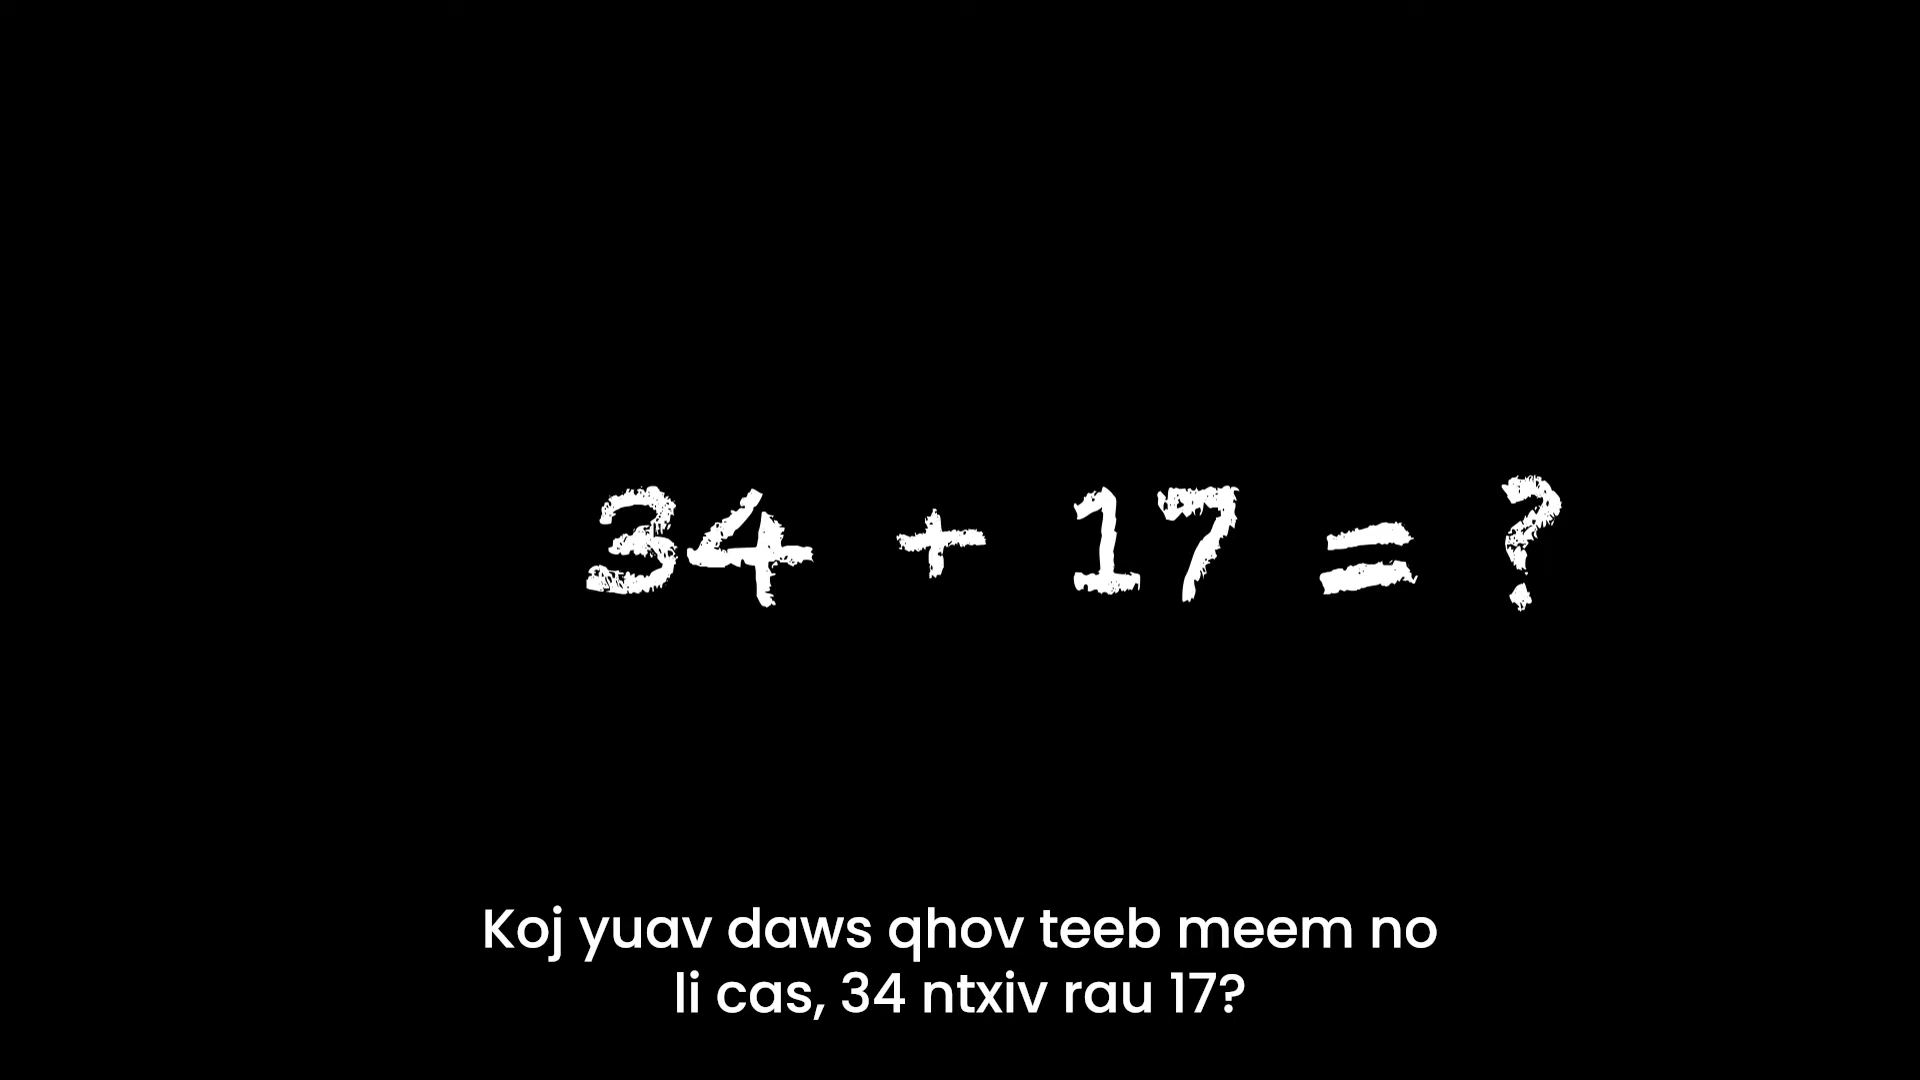 34 + 17 = ?
Koj yuav daws qhov teeb meem no
li cas, 34 ntxiv rau 17?